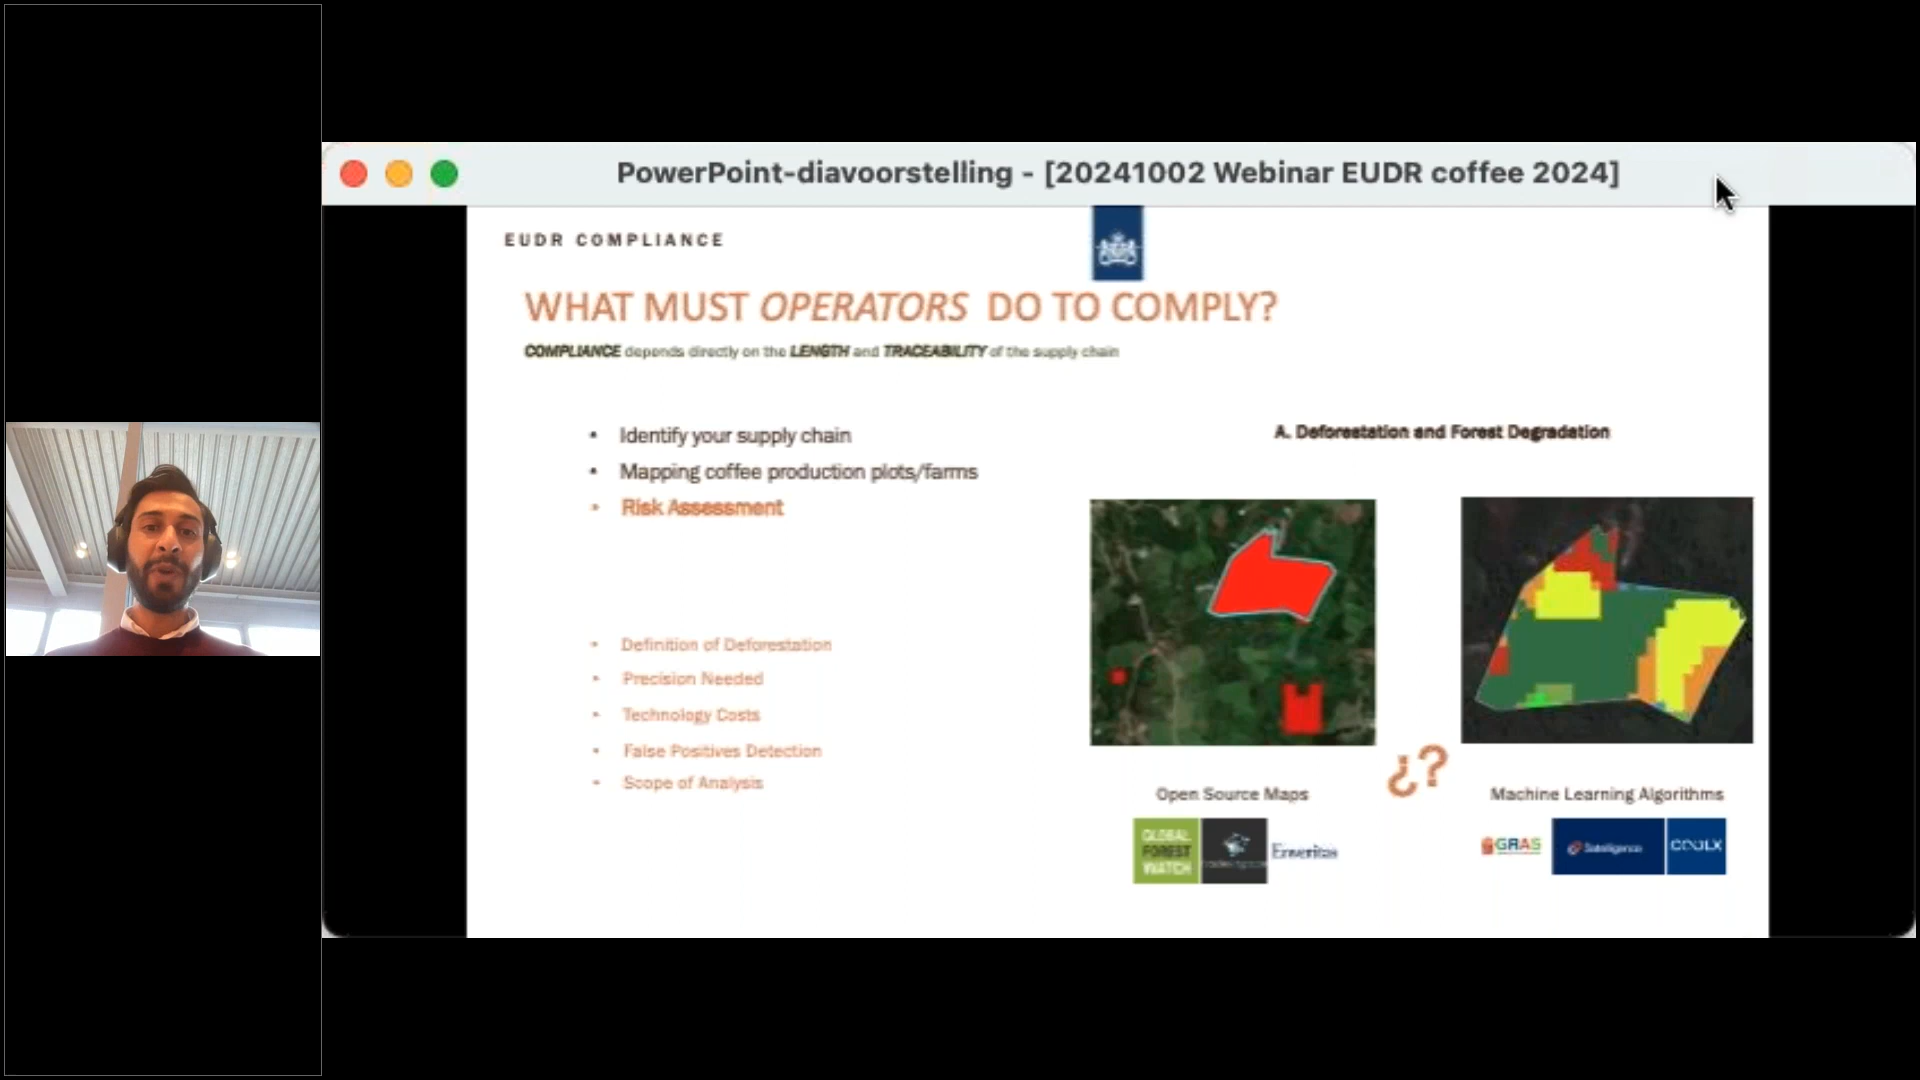 PowerPoint-diavoorstelling - [20241002 Webinar EUDR coffee 2024]
EUDR COMPLIANCE
WHAT MUST OPERATORS DO TO COMPLY?
COMPLIANCE depends directly on the LENGTH and TRACEABILITY of the supply chain
• Identify your supply chain
• Mapping coffee production plots/farms
• Risk Assessment
• Definition of Deforestation
• Precision Needed
• Technology Costs
• False Positives Detection
• Scope of Analysis
A. Deforestation and Forest Degradation
¿?
Open Source Maps
GLOBAL
FOREST
WATCH
Enveritas
Machine Learning Algorithms
GRAS
Satelligence